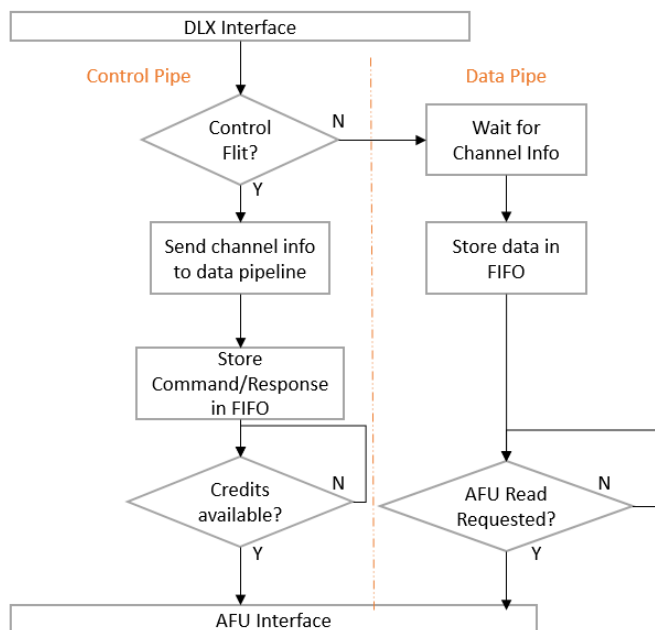 DLX Interface
Control Pipe
Data Pipe
Control
Flit?
N
Y
Wait for
Channel Info
Send channel info
to data pipeline
Store data in
FIFO
Store
Command/Response
in FIFO
Credits
available?
N
Y
AFU Read
Requested?
N
Y
AFU Interface